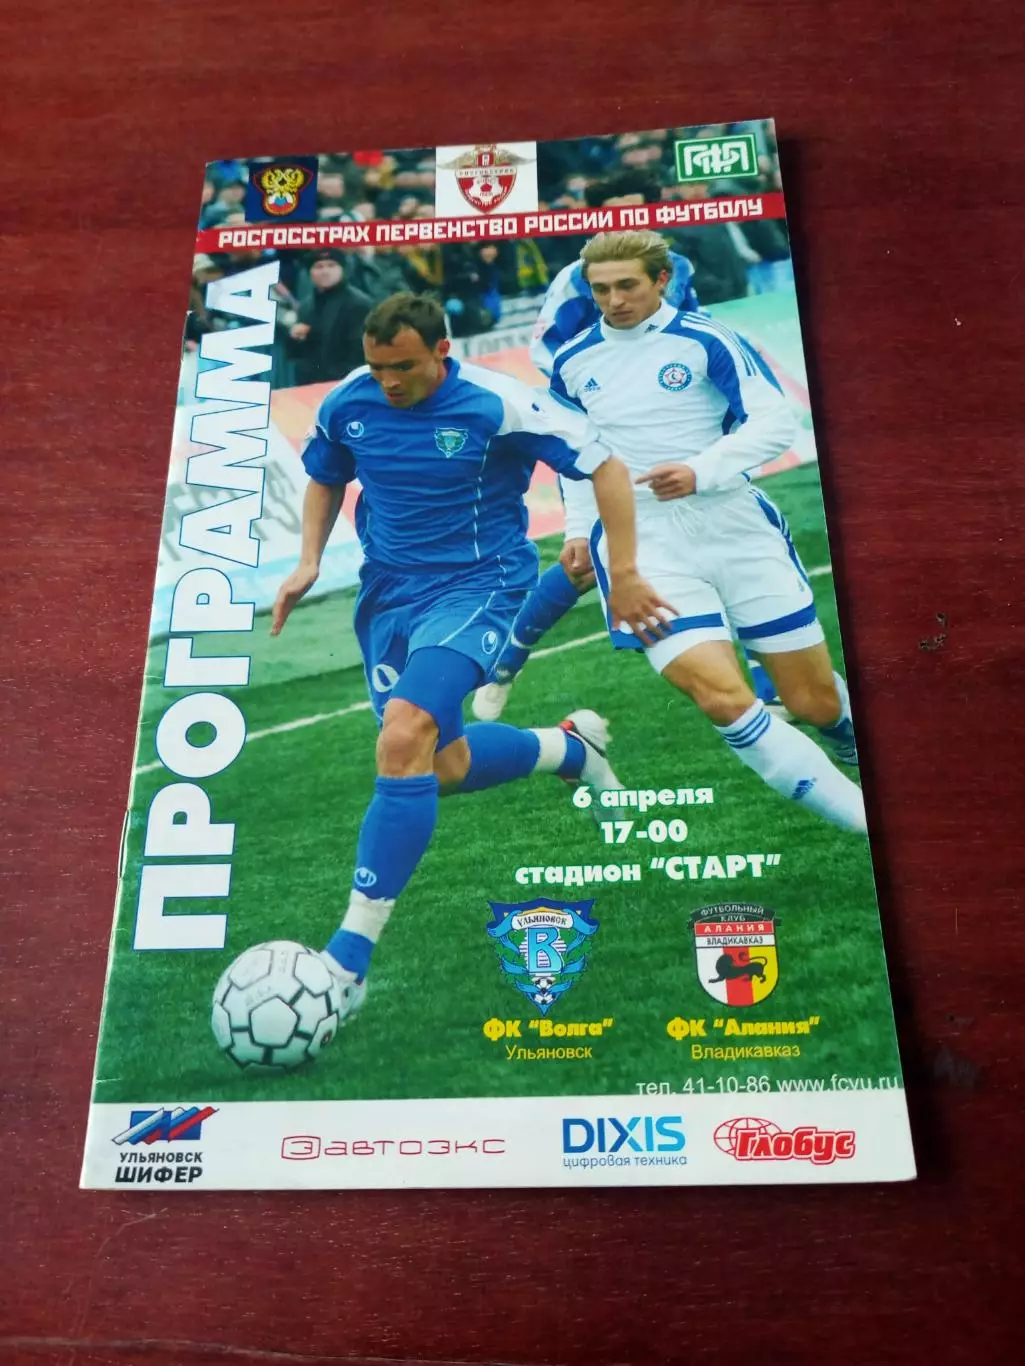 РОСГОССТРАХ
РОСГОССТРАХ ПЕРВЕНСТВО РОССИИ ПО ФУТБОЛУ
ПРОГРАММА
6 апреля
17-00
стадион "СТАРТ"
УЛЬЯНОВСК
В
ФУТБОЛЬНЫЙ
КЛУБ
АЛАНИЯ
ВЛАДИКАВКАЗ
ФК "Волга"
Ульяновск
ФК "Алания"
Владикавказ
тел. 41-10-86 www.fcvu.ru
УЛЬЯНОВСК
ШИФЕР
автоэкс
DIXIS
цифровая техника
Глобус